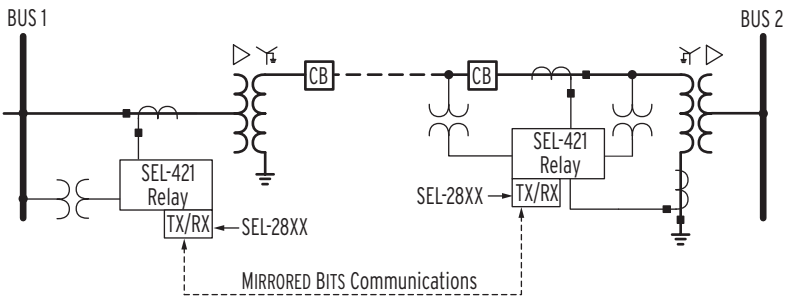 BUS 1
BUS 2
CB
CB
SEL-421
Relay
TX/RX
SEL-28XX
SEL-421
Relay
SEL-28XX
TX/RX
MIRRORED BITS Communications